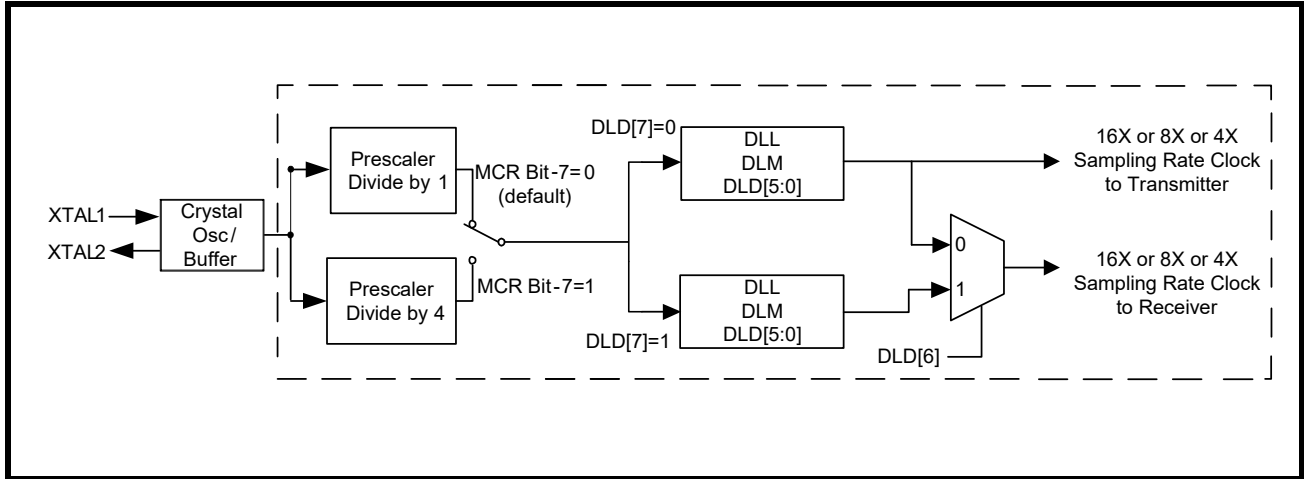 XTAL1
XTAL2
Crystal
Osc/
Buffer
Prescaler
Divide by 1
Prescaler
Divide by 4
MCR Bit-7=0
(default)
MCR Bit-7=1
DLD[7]=0
DLL
DLM
DLD[5:0]
DLD[7]=1
DLL
DLM
DLD[5:0]
0
1
DLD[6]
16X or 8X or 4X
Sampling Rate Clock
to Transmitter
16X or 8X or 4X
Sampling Rate Clock
to Receiver